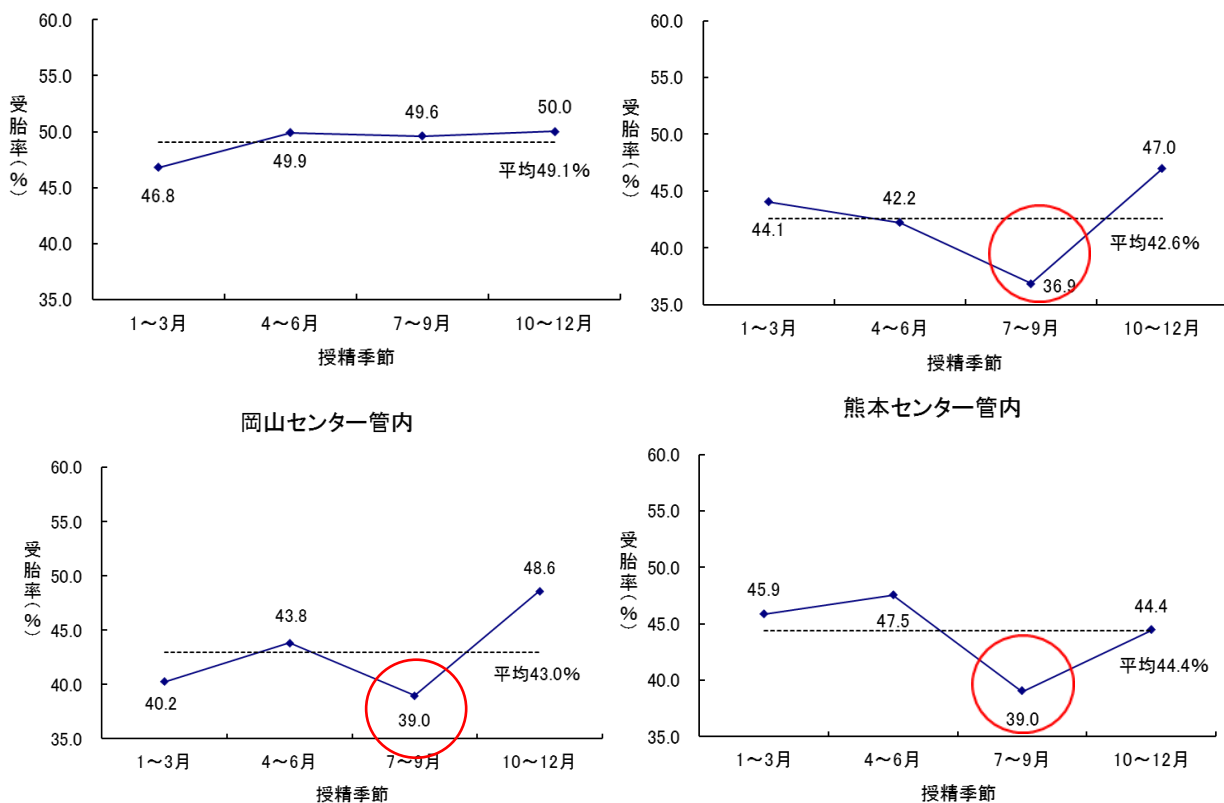 60.0
55.0
50.0
45.0
40.0
35.0
受胎率(%)
46.8
49.9
49.6
50.0
平均49.1%
1～3月
4～6月
7～9月
10～12月
授精季節
60.0
55.0
50.0
45.0
40.0
35.0
受胎率(%)
44.1
42.2
36.9
47.0
平均42.6%
1～3月
4～6月
7～9月
10～12月
授精季節
岡山センター管内
60.0
55.0
50.0
45.0
40.0
35.0
受胎率(%)
40.2
43.8
39.0
48.6
平均43.0%
1～3月
4～6月
7～9月
10～12月
授精季節
熊本センター管内
60.0
55.0
50.0
45.0
40.0
35.0
受胎率(%)
45.9
47.5
39.0
44.4
平均44.4%
1～3月
4～6月
7～9月
10～12月
授精季節